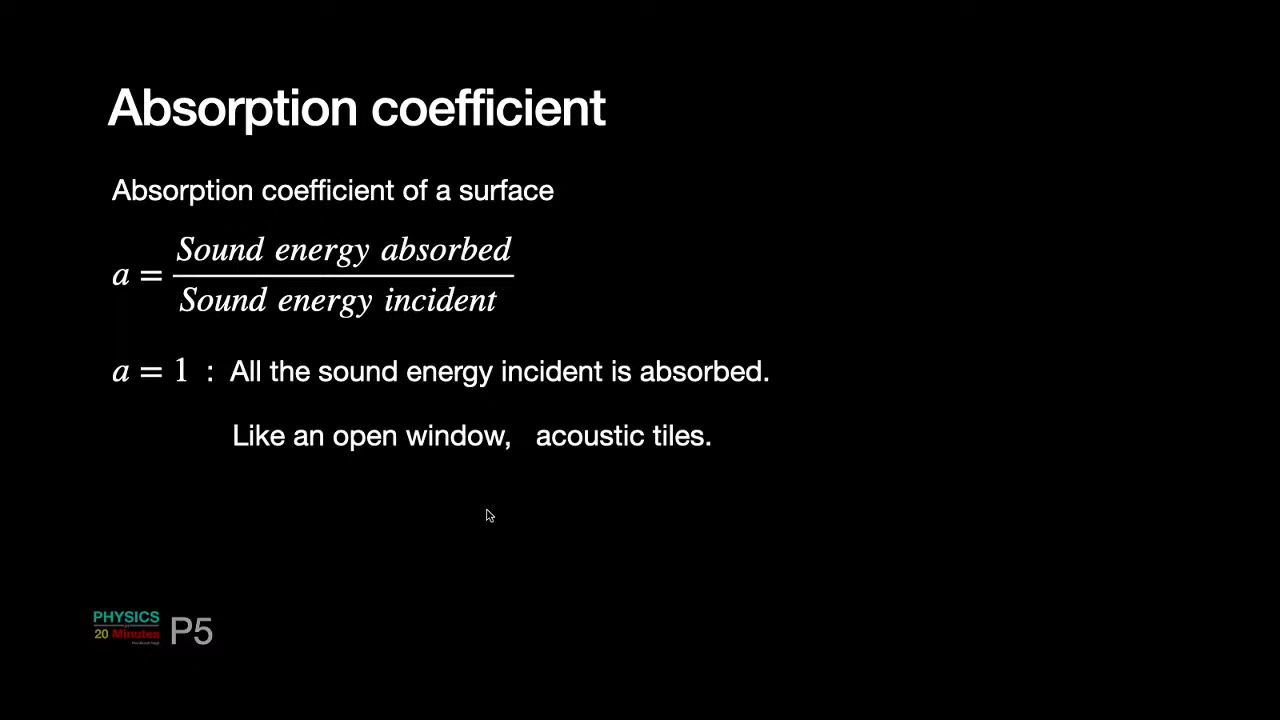 Absorption coefficient
Absorption coefficient of a surface
a = Sound energy absorbed / Sound energy incident
a = 1 : All the sound energy incident is absorbed.
Like an open window, acoustic tiles.
PHYSICS
20 Minutes
P5